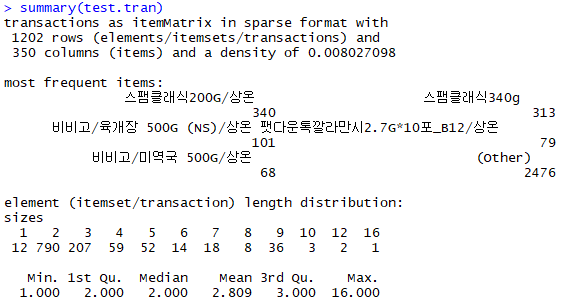 > summary(test.tran)
transactions as itemMatrix in sparse format with
 1202 rows (elements/itemsets/transactions) and
 350 columns (items) and a density of 0.008027098
most frequent items:
스팸클래식200G/상온 스팸클래식340g
340 313
비비고/육개장 500G (NS)/상온 팻다운톡깔라만시2.7G*10포_B12/상온
101 79
비비고/미역국 500G/상온 (Other)
68 2476
element (itemset/transaction) length distribution:
sizes
1 2 3 4 5 6 7 8 9 10 12 16
12 790 207 59 52 14 18 8 36 3 2 1
Min. 1st Qu. Median Mean 3rd Qu. Max.
1.000 2.000 2.000 2.809 3.000 16.000